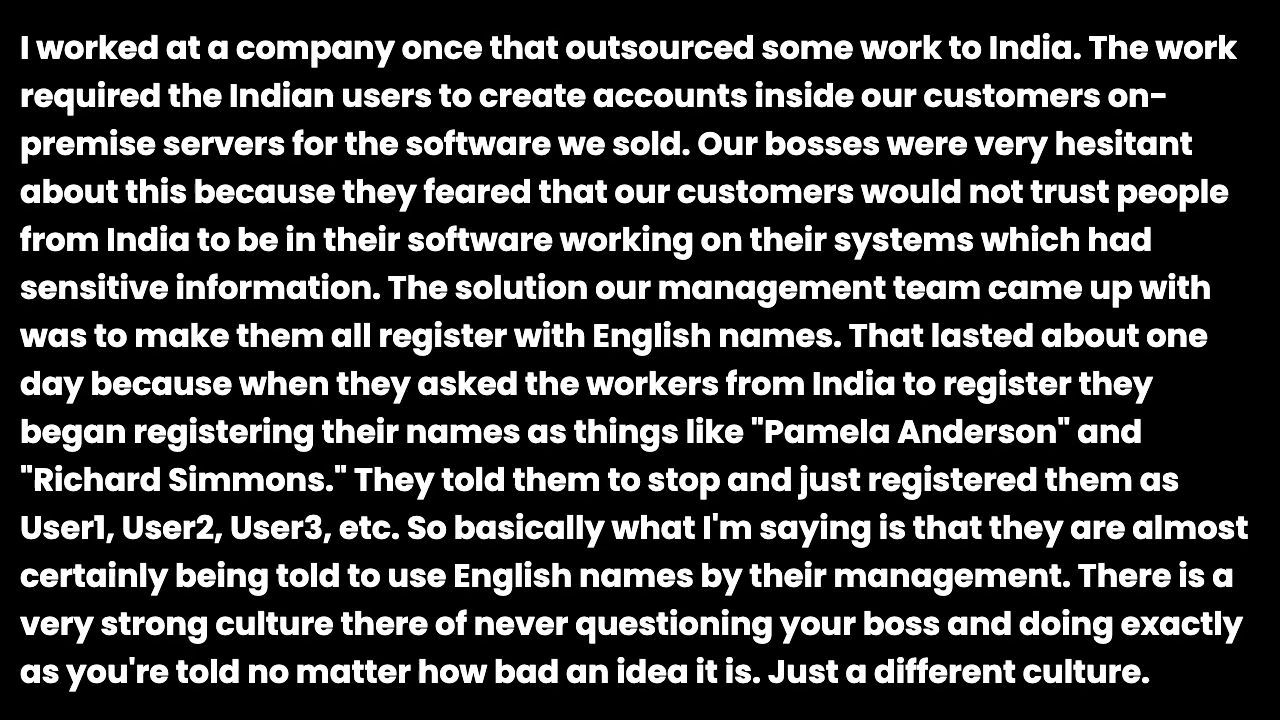 I worked at a company once that outsourced some work to India. The work
required the Indian users to create accounts inside our customers on-
premise servers for the software we sold. Our bosses were very hesitant
about this because they feared that our customers would not trust people
from India to be in their software working on their systems which had
sensitive information. The solution our management team came up with
was to make them all register with English names. That lasted about one
day because when they asked the workers from India to register they
began registering their names as things like "Pamela Anderson" and
"Richard Simmons." They told them to stop and just registered them as
User1, User2, User3, etc. So basically what I'm saying is that they are almost
certainly being told to use English names by their management. There is a
very strong culture there of never questioning your boss and doing exactly
as you're told no matter how bad an idea it is. Just a different culture.